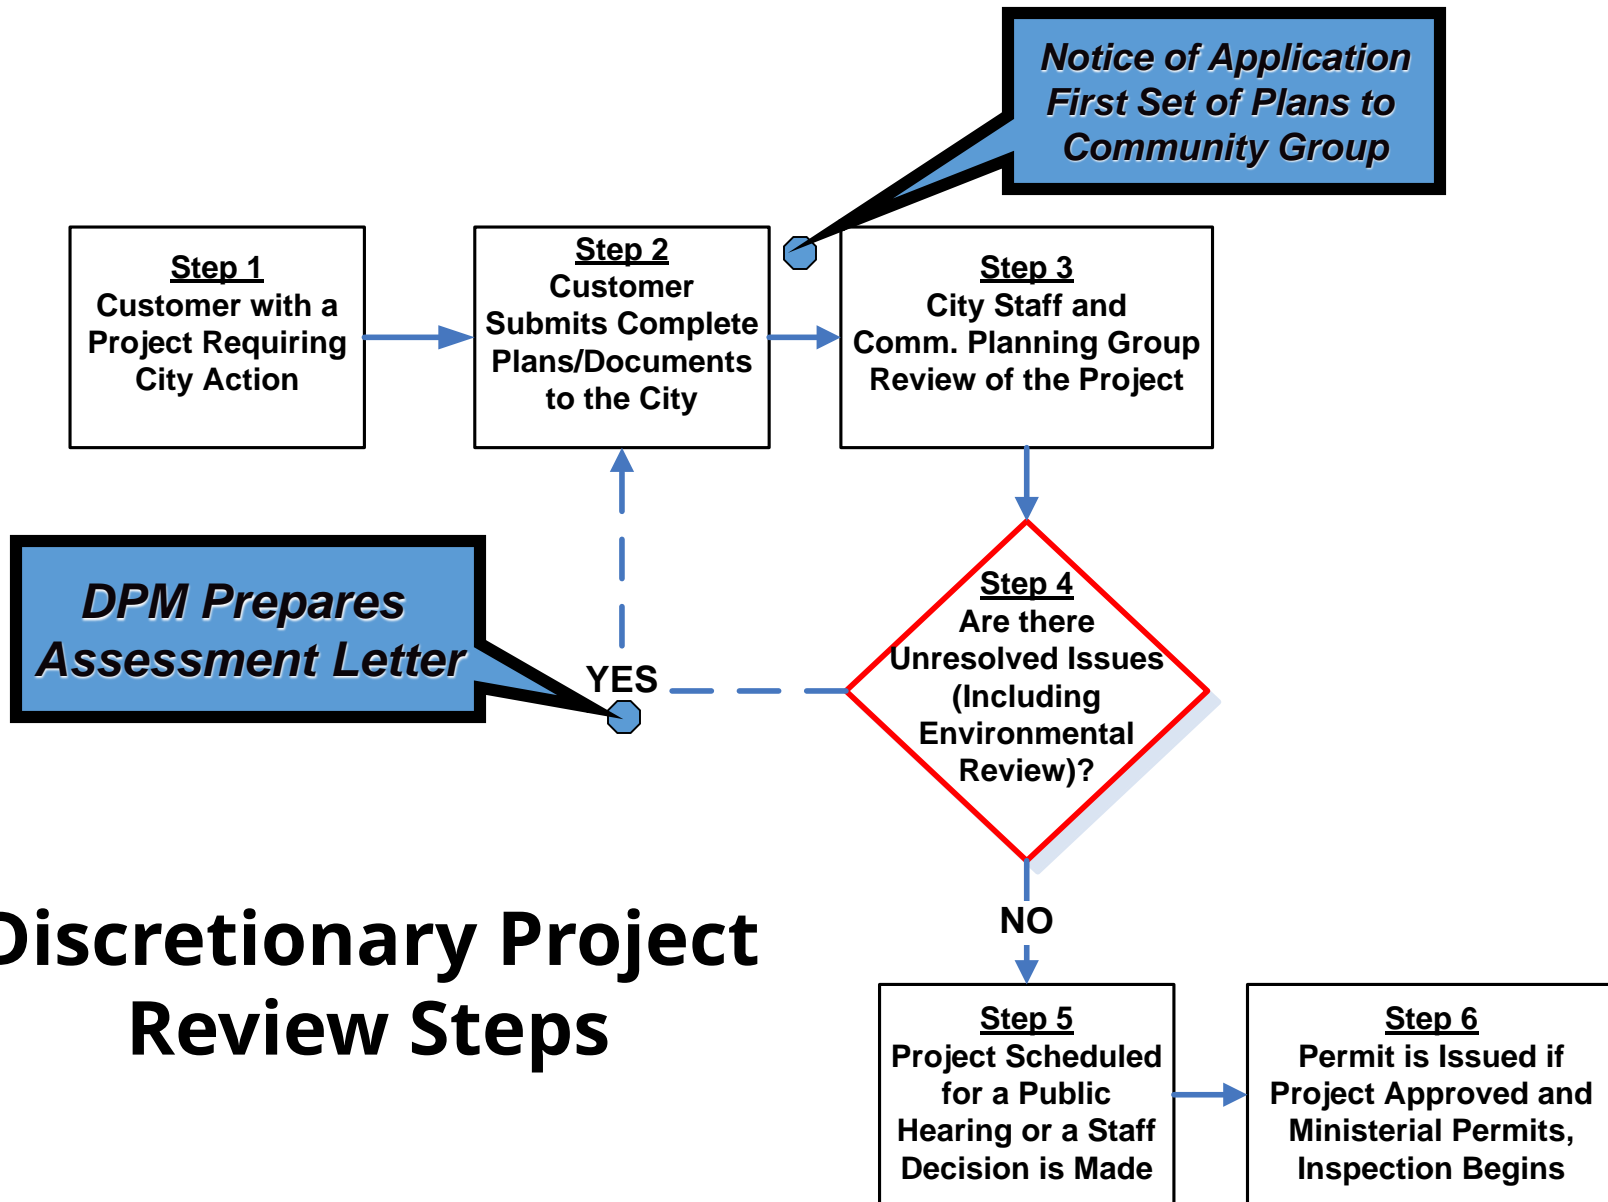 Notice of Application
First Set of Plans to
Community Group
Step 1
Customer with a
Project Requiring
City Action
Step 2
Customer
Submits Complete
Plans/Documents
to the City
Step 3
City Staff and
Comm. Planning Group
Review of the Project
DPM Prepares
Assessment Letter
YES
Step 4
Are there
Unresolved Issues
(Including
Environmental
Review)?
NO
Discretionary Project
Review Steps
Step 5
Project Scheduled
for a Public
Hearing or a Staff
Decision is Made
Step 6
Permit is Issued if
Project Approved and
Ministerial Permits,
Inspection Begins